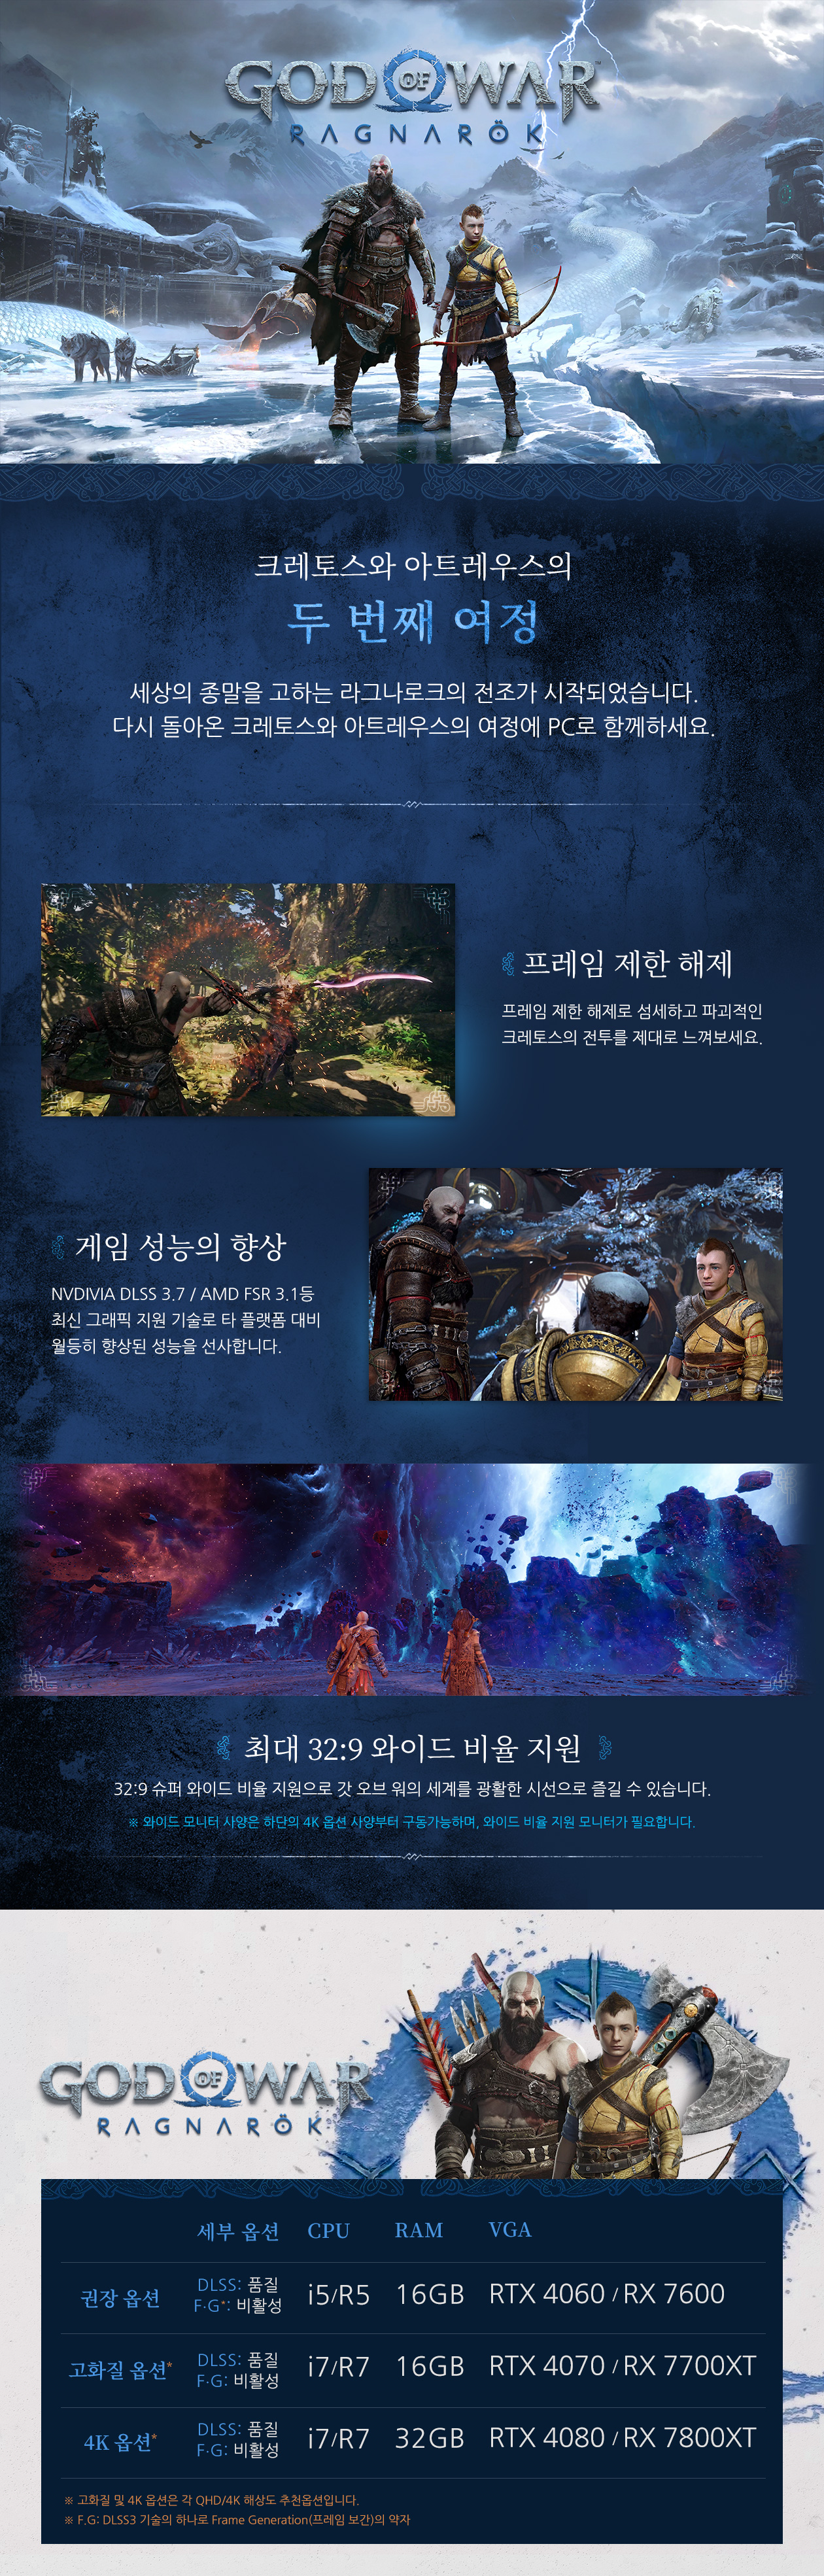 GOD OF WAR
RAGNARÖK
크레토스와 아트레우스의
두 번째 여정
세상의 종말을 고하는 라그나로크의 전조가 시작되었습니다.
다시 돌아온 크레토스와 아트레우스의 여정에 PC로 함께하세요.
프레임 제한 해제
프레임 제한 해제로 섬세하고 파괴적인
크레토스의 전투를 제대로 느껴보세요.
게임 성능의 향상
NVDIVIA DLSS 3.7 / AMD FSR 3.1등
최신 그래픽 지원 기술로 타 플랫폼 대비
월등히 향상된 성능을 선사합니다.
최대 32:9 와이드 비율 지원
32:9 슈퍼 와이드 비율 지원으로 갓 오브 워의 세계를 광활한 시선으로 즐길 수 있습니다.
※ 와이드 모니터 사양은 하단의 4K 옵션 사양부터 구동가능하며, 와이드 비율 지원 모니터가 필요합니다.
GOD OF WAR
RAGNARÖK
세부 옵션 CPU RAM VGA
권장 옵션 DLSS: 품질 F·G*: 비활성 i5/R5 16GB RTX 4060 / RX 7600
고화질 옵션* DLSS: 품질 F·G: 비활성 i7/R7 16GB RTX 4070 / RX 7700XT
4K 옵션* DLSS: 품질 F·G: 비활성 i7/R7 32GB RTX 4080 / RX 7800XT
※ 고화질 및 4K 옵션은 각 QHD/4K 해상도 추천옵션입니다.
※ F.G: DLSS3 기술의 하나로 Frame Generation(프레임 보간)의 약자